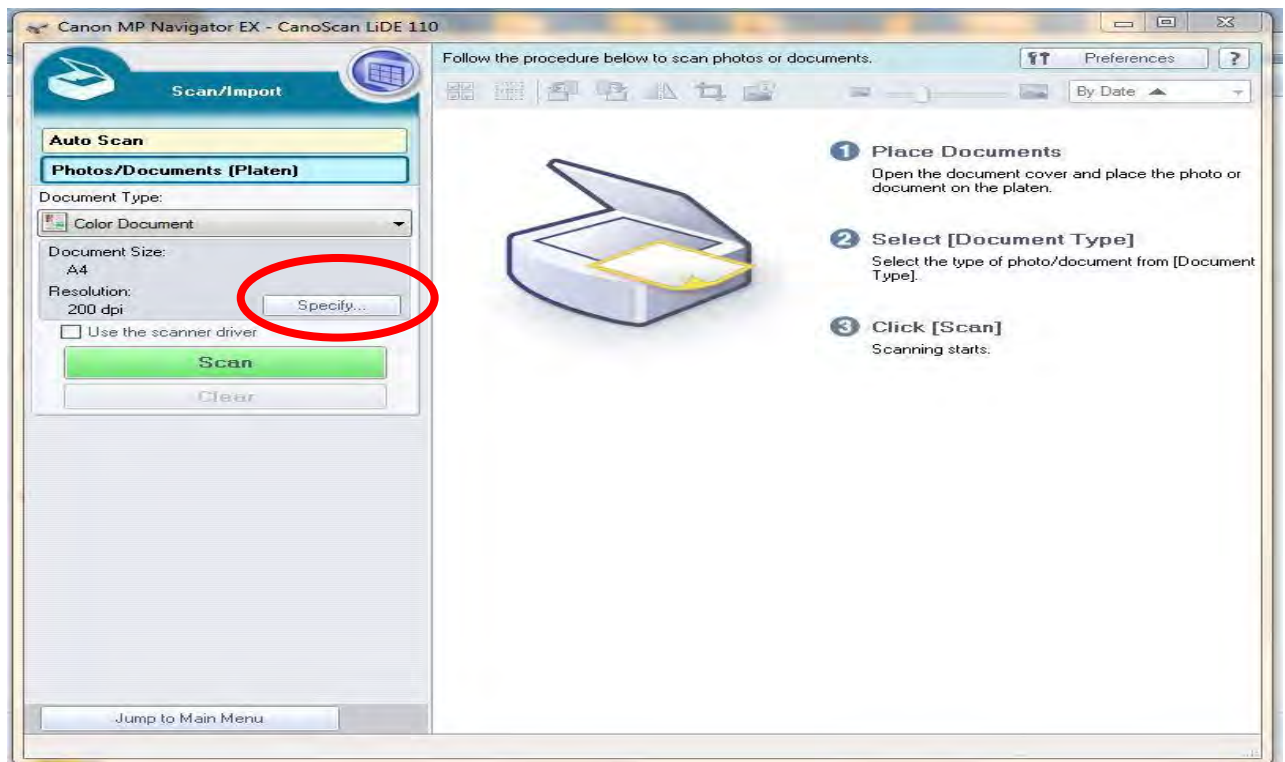 Canon MP Navigator EX - CanoScan LiDE 110
Scan/Import
Auto Scan
Photos/Documents (Platen)
Document Type:
Color Document
Document Size:
A4
Resolution:
200 dpi
Specify...
Use the scanner driver
Scan
Clear
Jump to Main Menu
Follow the procedure below to scan photos or documents.
Preferences
?
By Date
1 Place Documents
Open the document cover and place the photo or
document on the platen.
2 Select [Document Type]
Select the type of photo/document from [Document
Type].
3 Click [Scan]
Scanning starts.